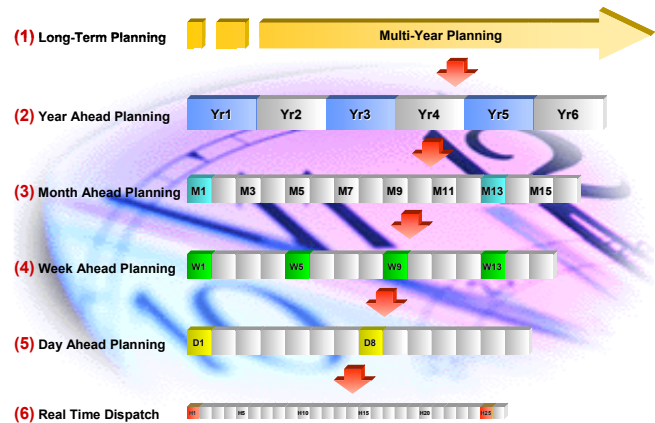 (1) Long-Term Planning Multi-Year Planning
(2) Year Ahead Planning Yr1 Yr2 Yr3 Yr4 Yr5 Yr6
(3) Month Ahead Planning M1 M3 M5 M7 M9 M11 M13 M15
(4) Week Ahead Planning W1 W5 W9 W13
(5) Day Ahead Planning D1 D8
(6) Real Time Dispatch H1 H5 H10 H15 H20 H25